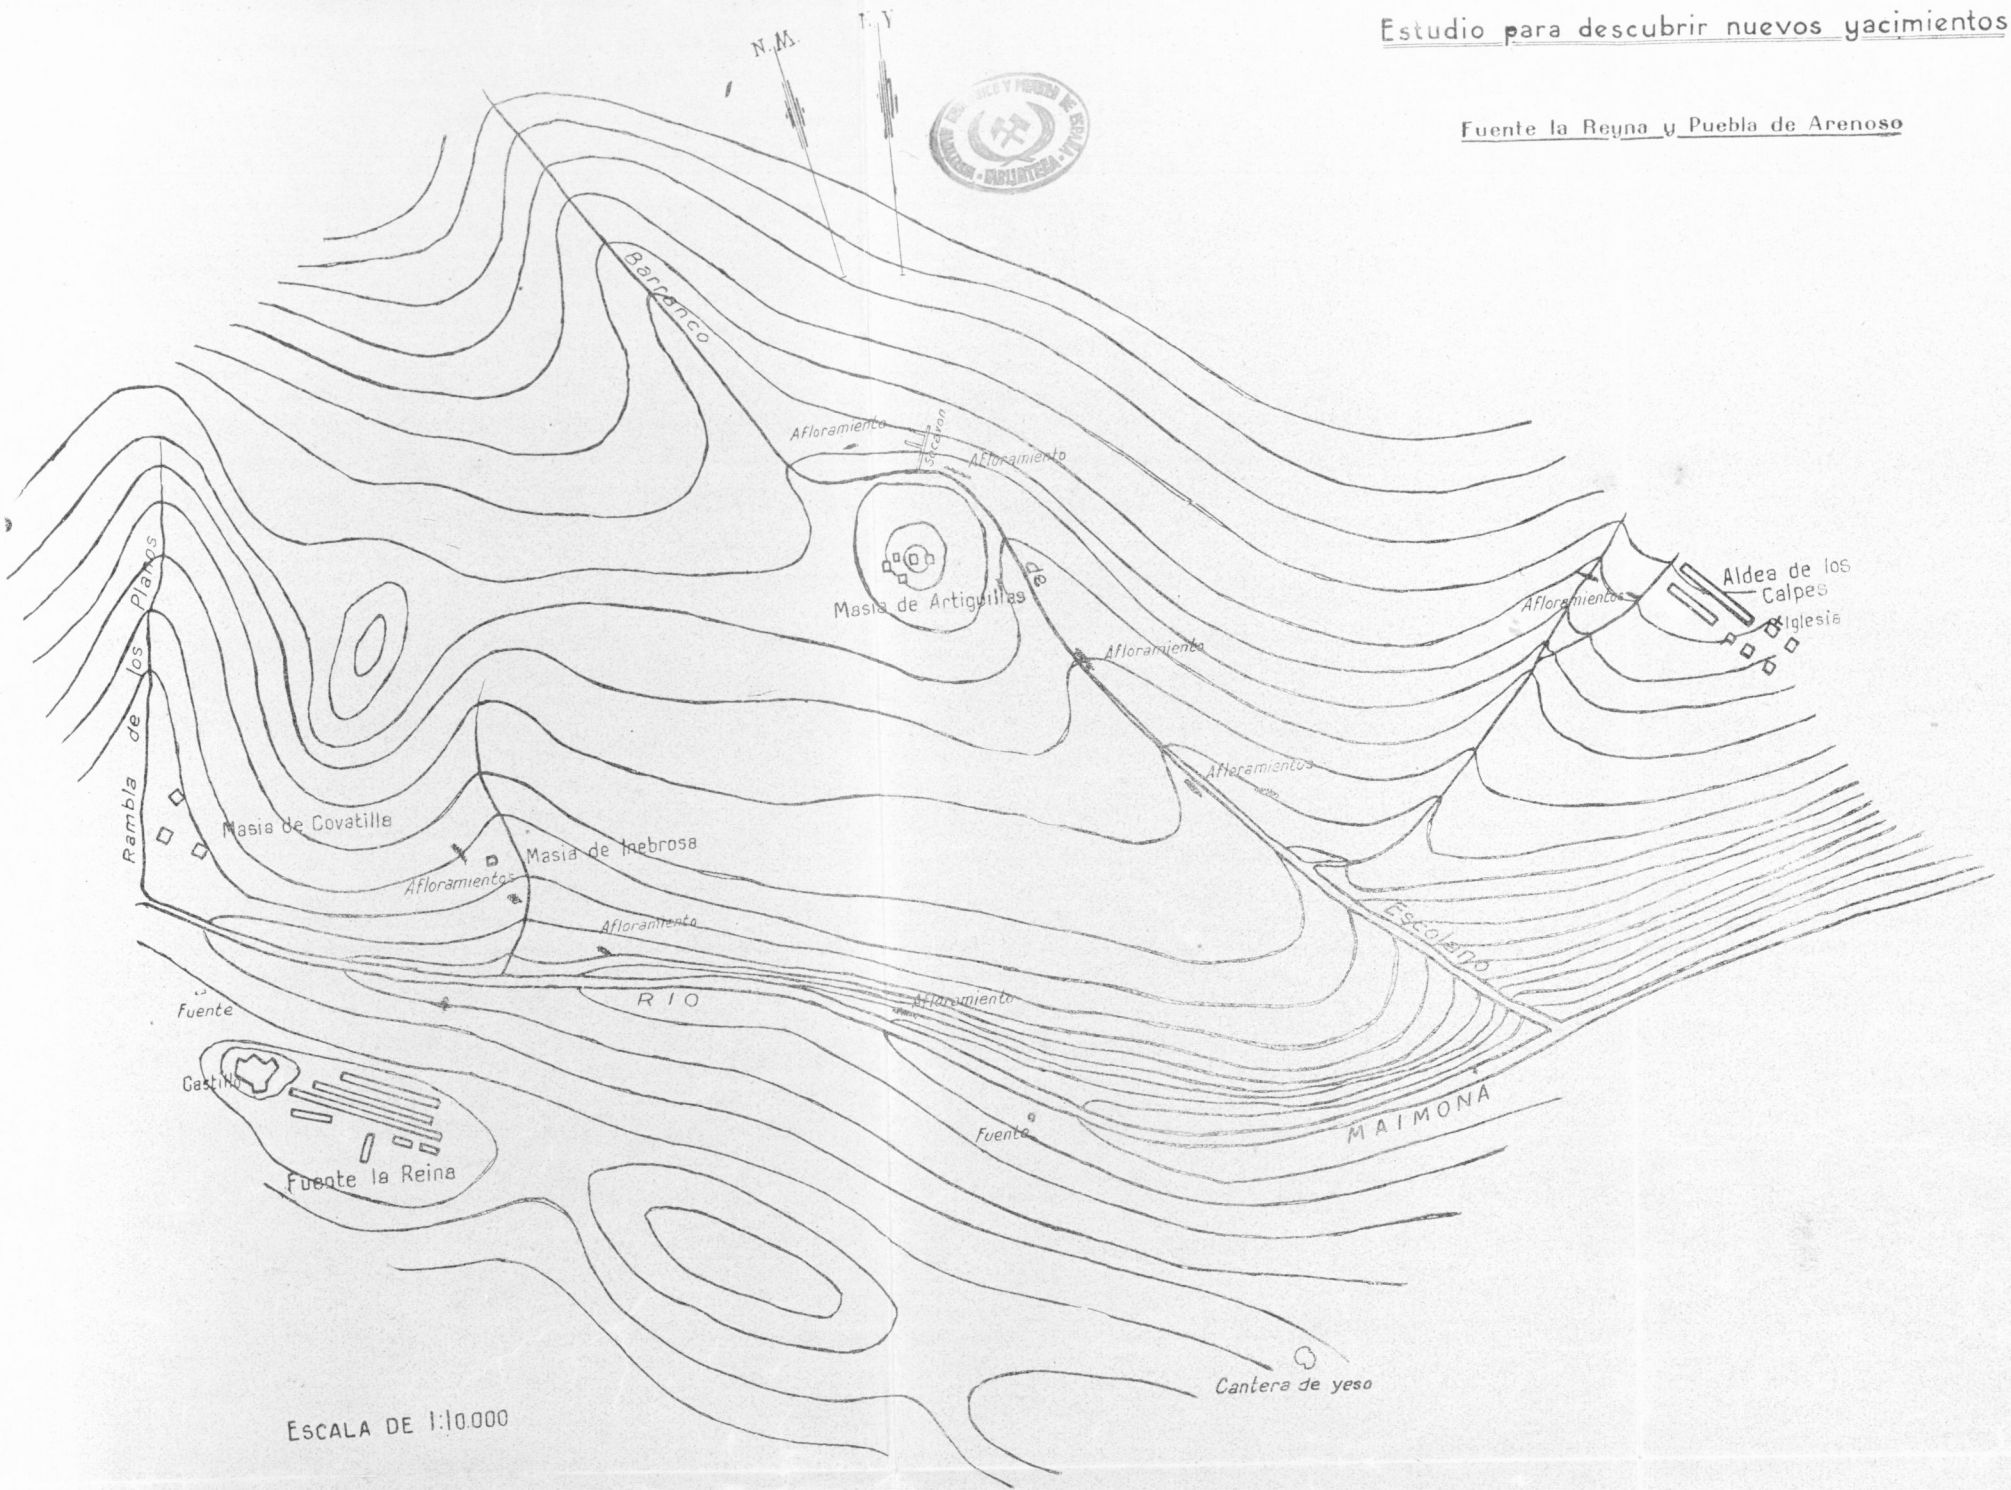 Estudio para descubrir nuevos yacimientos
Fuente la Reyna y Puebla de Arenoso
N.M.
BIBLIOTECA
Barranco
Afloramiento
Socavon
Afloramiento
de
Masia de Artiguillas
Afloramiento
Afloramientos
Aldea de los
Calpes
Iglesia
Afloramientos
Rambla de los Planos
Masia de Covatilla
Masia de Inebrosa
Afloramientos
Afloramiento
Escolano
RIO
Afloramiento
Fuente
Castillo
MAIMONA
Fuente
Fuente la Reina
Cantera de yeso
ESCALA DE 1:10.000